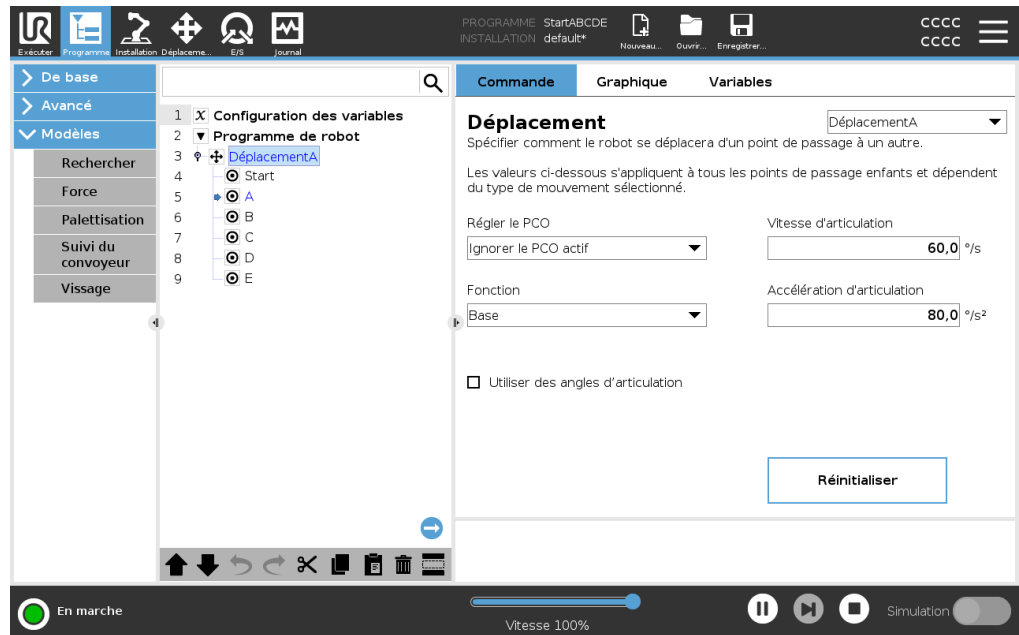 UR
PROGRAMME StartABCDE
INSTALLATION default*
cccc
cccc
Exécuter
Programme
Installation
Déplaceme...
E/S
Journal
Nouveau...
Ouvrir...
Enregistrer...
De base
Avancé
Modèles
Rechercher
Force
Palettisation
Suivi du
convoyeur
Vissage
1 X Configuration des variables
2 Programme de robot
3 DéplacementA
4 Start
5 A
6 B
7 C
8 D
9 E
Commande Graphique Variables
Déplacement
DéplacementA
Spécifier comment le robot se déplacera d'un point de passage à un autre.
Les valeurs ci-dessous s'appliquent à tous les points de passage enfants et dépendent
du type de mouvement sélectionné.
Régler le PCO
Ignorer le PCO actif
Vitesse d'articulation
60,0 °/s
Fonction
Base
Accélération d'articulation
80,0 °/s²
Utiliser des angles d'articulation
Réinitialiser
En marche
Vitesse 100%
Simulation